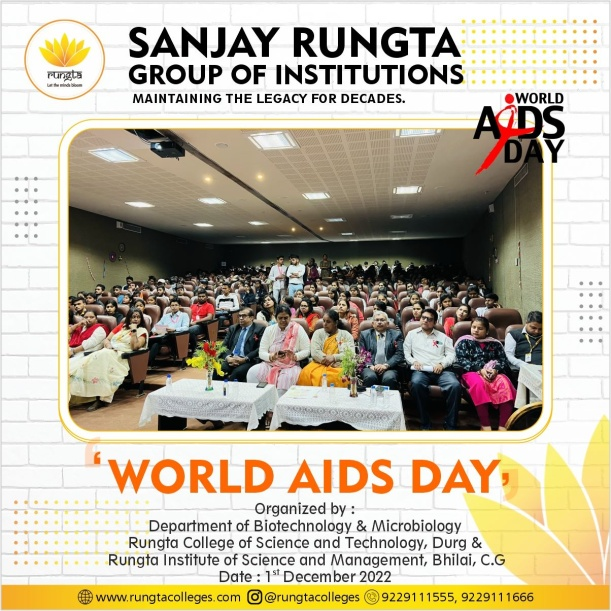 rungta
Let the minds bloom
SANJAY RUNGTA
GROUP OF INSTITUTIONS
MAINTAINING THE LEGACY FOR DECADES.
WORLD
AIDS
DAY
‘WORLD AIDS DAY’
Organized by :
Department of Biotechnology & Microbiology
Rungta College of Science and Technology, Durg &
Rungta Institute of Science and Management, Bhilai, C.G
Date : 1st December 2022
www.rungtacolleges.com @rungtacolleges 9229111555, 9229111666